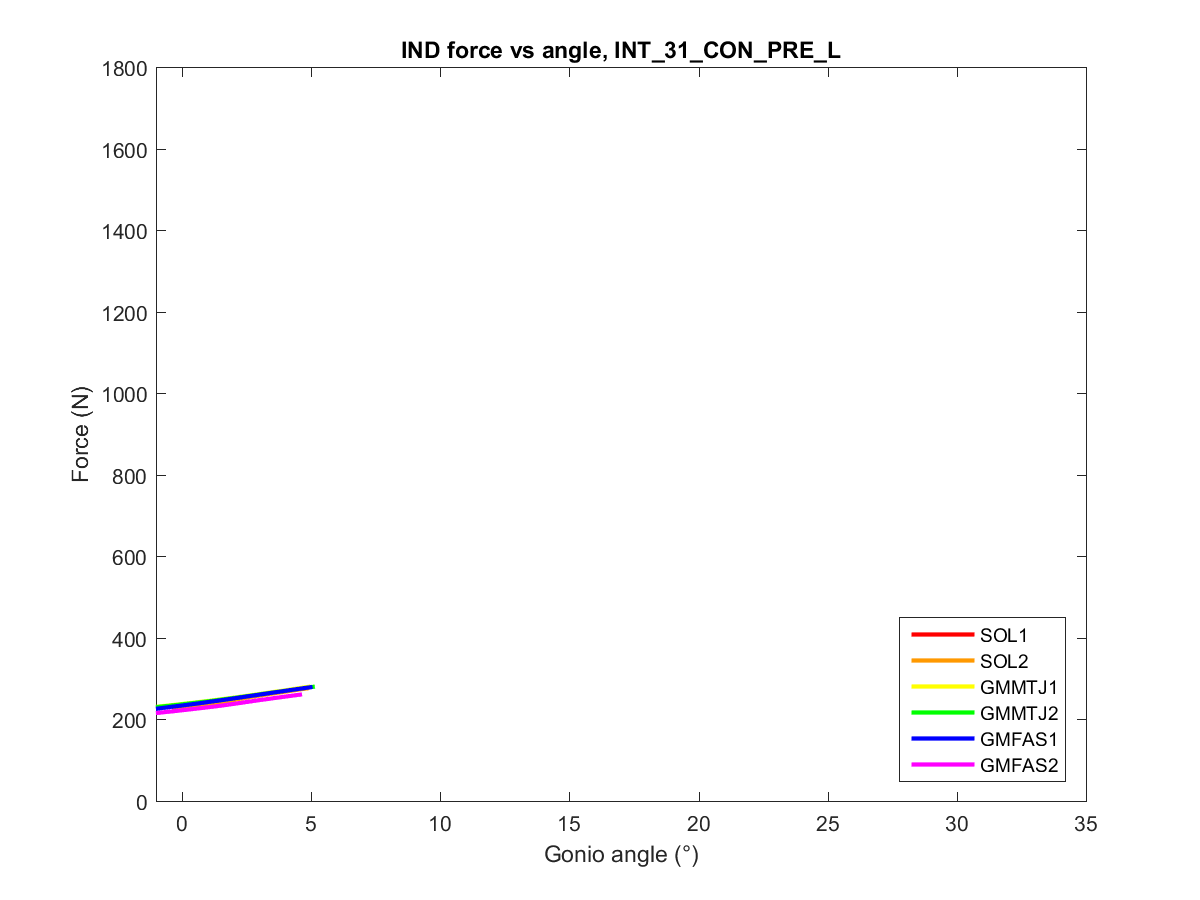 IND force vs angle, INT_31_CON_PRE_L
1800
1600
1400
1200
1000
800
600
400
200
0
Force (N)
0 5 10 15 20 25 30 35
Gonio angle (°)
SOL1
SOL2
GMMTJ1
GMMTJ2
GMFAS1
GMFAS2